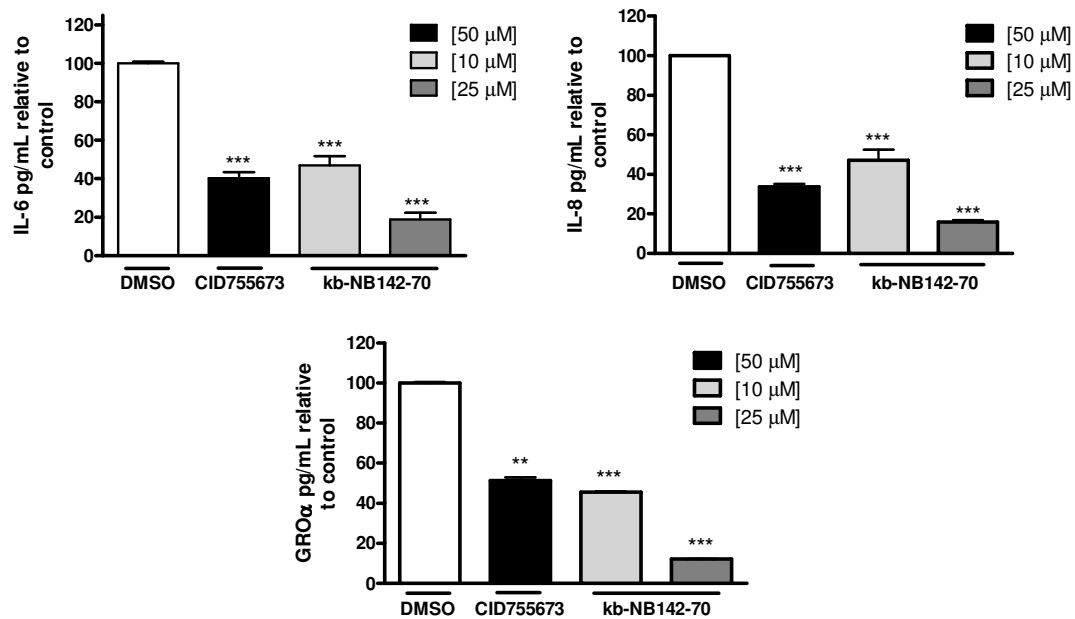 IL-6 pg/mL relative to
control
120
100
80
60
40
20
0
***
***
***
[50 µM]
[10 µM]
[25 µM]
DMSO CID755673 kb-NB142-70
IL-8 pg/mL relative to
control
120
100
80
60
40
20
0
***
***
***
[50 µM]
[10 µM]
[25 µM]
DMSO CID755673 kb-NB142-70
GROα pg/mL relative
to control
120
100
80
60
40
20
0
**
***
***
[50 µM]
[10 µM]
[25 µM]
DMSO CID755673 kb-NB142-70